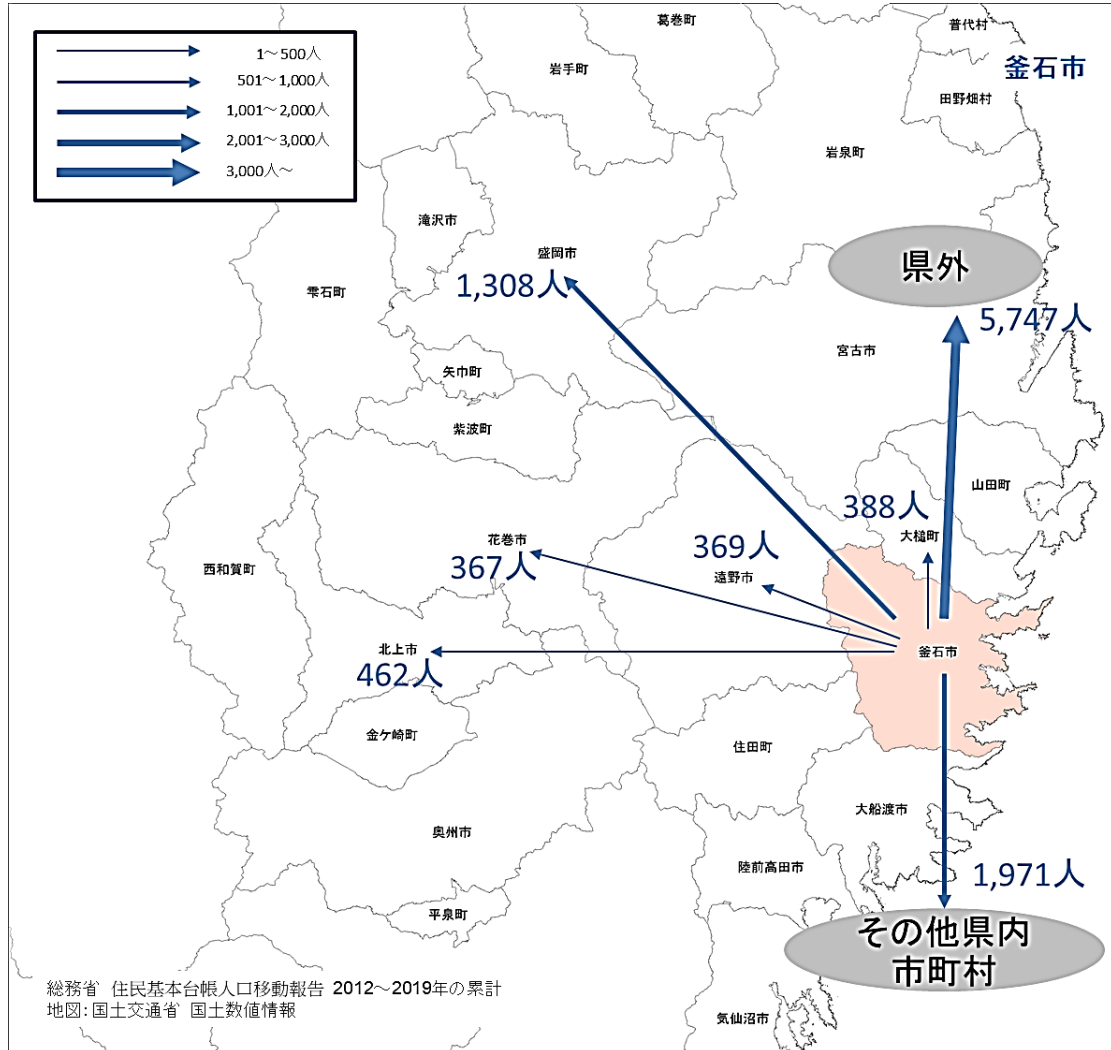 1～500人
501～1,000人
1,001～2,000人
2,001～3,000人
3,000人～
葛巻町
普代村
釜石市
岩手町
田野畑村
岩泉町
滝沢市
盛岡市
1,308人
県外
雫石町
5,747人
宮古市
矢巾町
紫波町
山田町
388人
大槌町
花巻市
367人
369人
遠野市
西和賀町
北上市
462人
釜石市
金ケ崎町
住田町
大船渡市
奥州市
陸前高田市
1,971人
平泉町
その他県内
市町村
総務省 住民基本台帳人口移動報告 2012～2019年の累計
地図：国土交通省 国土数値情報
気仙沼市